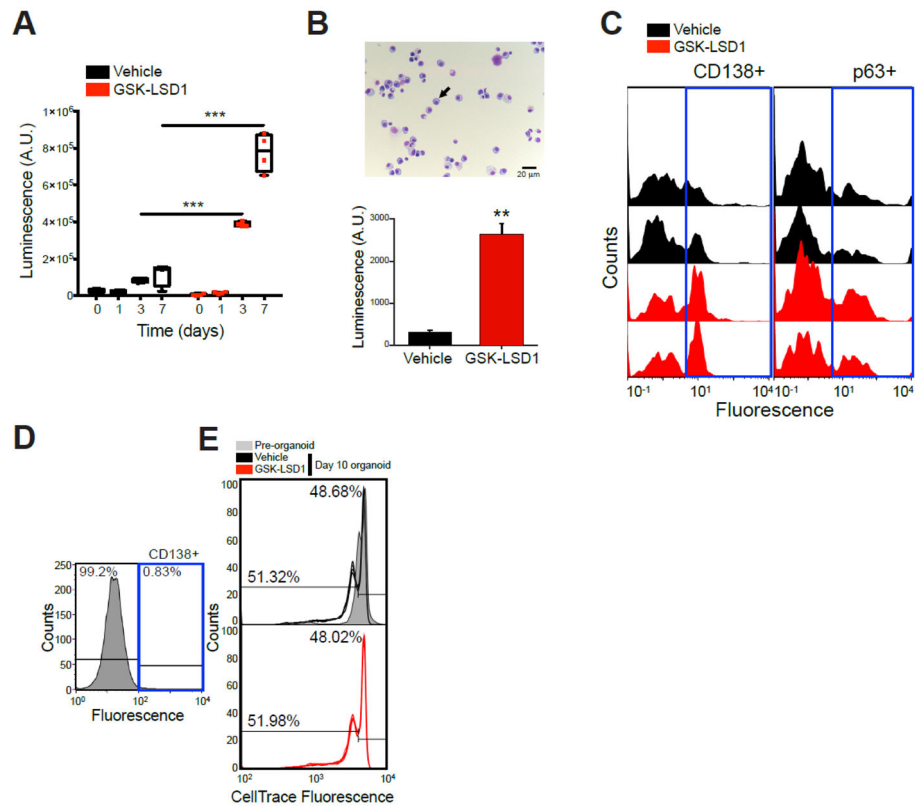 A
Vehicle
GSK-LSD1
1×10⁶
8×10⁵
6×10⁵
4×10⁵
2×10⁵
0
Luminescence (A.U.)
***
***
0 1 3 7 0 1 3 7
Time (days)
B
20 µm
3000
2000
1000
0
Luminescence (A.U.)
**
Vehicle GSK-LSD1
C
Vehicle
GSK-LSD1
CD138+ p63+
Counts
10⁻¹ 10¹ 10⁴ 10⁻¹ 10¹ 10⁴
Fluorescence
D
CD138+
99.2% 0.83%
250
200
150
100
50
0
Counts
10⁰ 10² 10⁴
Fluorescence
E
Pre-organoid
Vehicle
GSK-LSD1
Day 10 organoid
100
80
60
40
20
0
48.68%
51.32%
Counts
100
80
60
40
20
0
48.02%
51.98%
10² 10³ 10⁴
CellTrace Fluorescence